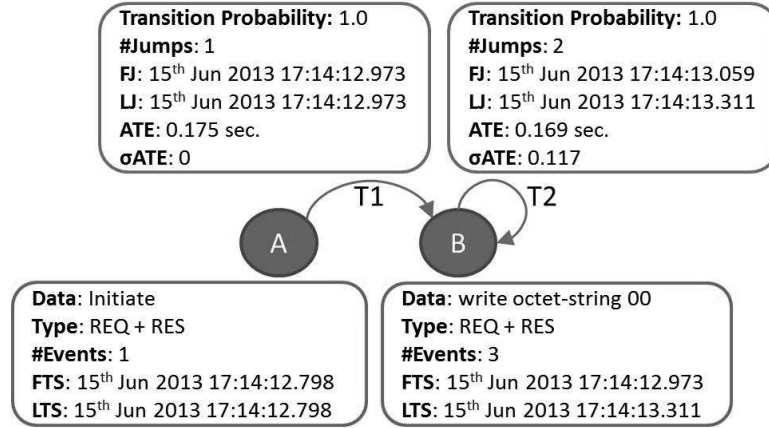 Transition Probability: 1.0
#Jumps: 1
FJ: 15th Jun 2013 17:14:12.973
LJ: 15th Jun 2013 17:14:12.973
ATE: 0.175 sec.
σATE: 0
Transition Probability: 1.0
#Jumps: 2
FJ: 15th Jun 2013 17:14:13.059
LJ: 15th Jun 2013 17:14:13.311
ATE: 0.169 sec.
σATE: 0.117
T1
T2
A
B
Data: Initiate
Type: REQ + RES
#Events: 1
FTS: 15th Jun 2013 17:14:12.798
LTS: 15th Jun 2013 17:14:12.798
Data: write octet-string 00
Type: REQ + RES
#Events: 3
FTS: 15th Jun 2013 17:14:12.973
LTS: 15th Jun 2013 17:14:13.311